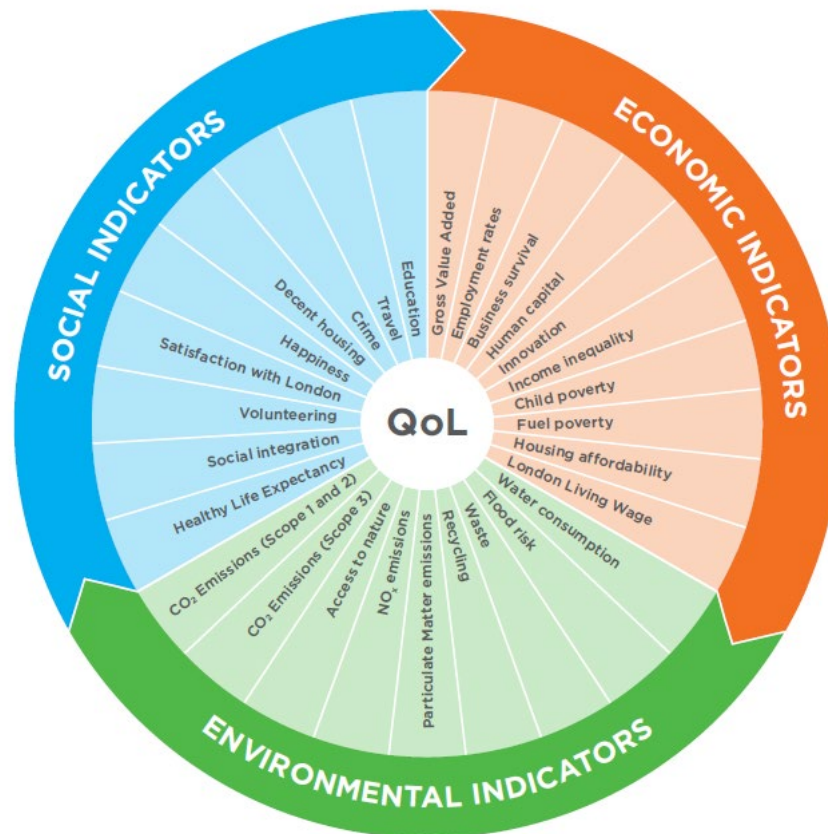 SOCIAL INDICATORS
ECONOMIC INDICATORS
ENVIRONMENTAL INDICATORS
QoL
Gross Value Added
Employment rates
Business survival
Human capital
Innovation
Income inequality
Child poverty
Fuel poverty
Housing affordability
London Living Wage
Water consumption
Flood risk
Waste
Recycling
Particulate Matter emissions
NOₓ emissions
Access to nature
CO₂ Emissions (Scope 3)
CO₂ Emissions (Scope 1 and 2)
Healthy Life Expectancy
Social integration
Volunteering
Satisfaction with London
Happiness
Decent housing
Crime
Travel
Education